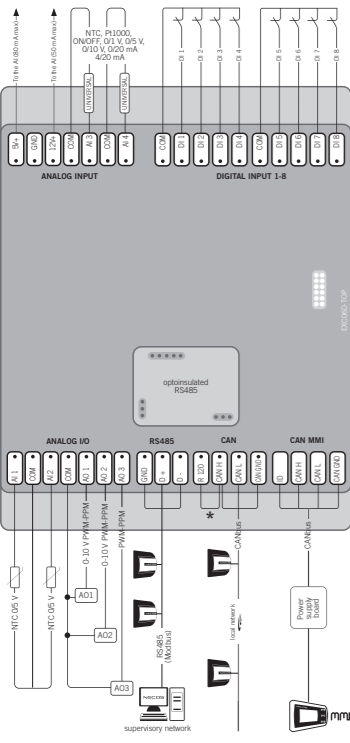 To the AI (80 mA max)
To the AI (50 mA max)
NTC, Pt1000,
ON/OFF, 0/1 V, 0/5 V,
0/10 V, 0/20 mA
4/20 mA
UNIVERSAL
UNIVERSAL
DI 1
DI 2
DI 3
DI 4
DI 5
DI 6
DI 7
DI 8
5V+
GND
12V+
COM
AI 3
COM
AI 4
COM
DI 1
DI 2
DI 3
DI 4
COM
DI 5
DI 6
DI 7
DI 8
ANALOG INPUT
DIGITAL INPUT 1-8
optoinsulated
RS485
ANALOG I/O
RS485
CAN
CAN MMI
AI 1
COM
AI 2
COM
AO 1
AO 2
AO 3
GND
D +
D -
R 120
CAN H
CAN L
CAN GND
ID
CAN H
CAN L
CAN GND
*
NTC 0/5 V
NTC 0/5 V
0-10 V PWM-PPM
0-10 V PWM-PPM
PWM-PPM
AO1
AO2
AO3
RS485
(Modbus)
CANbus
local network
CANbus
Power
supply
board
supervisory network